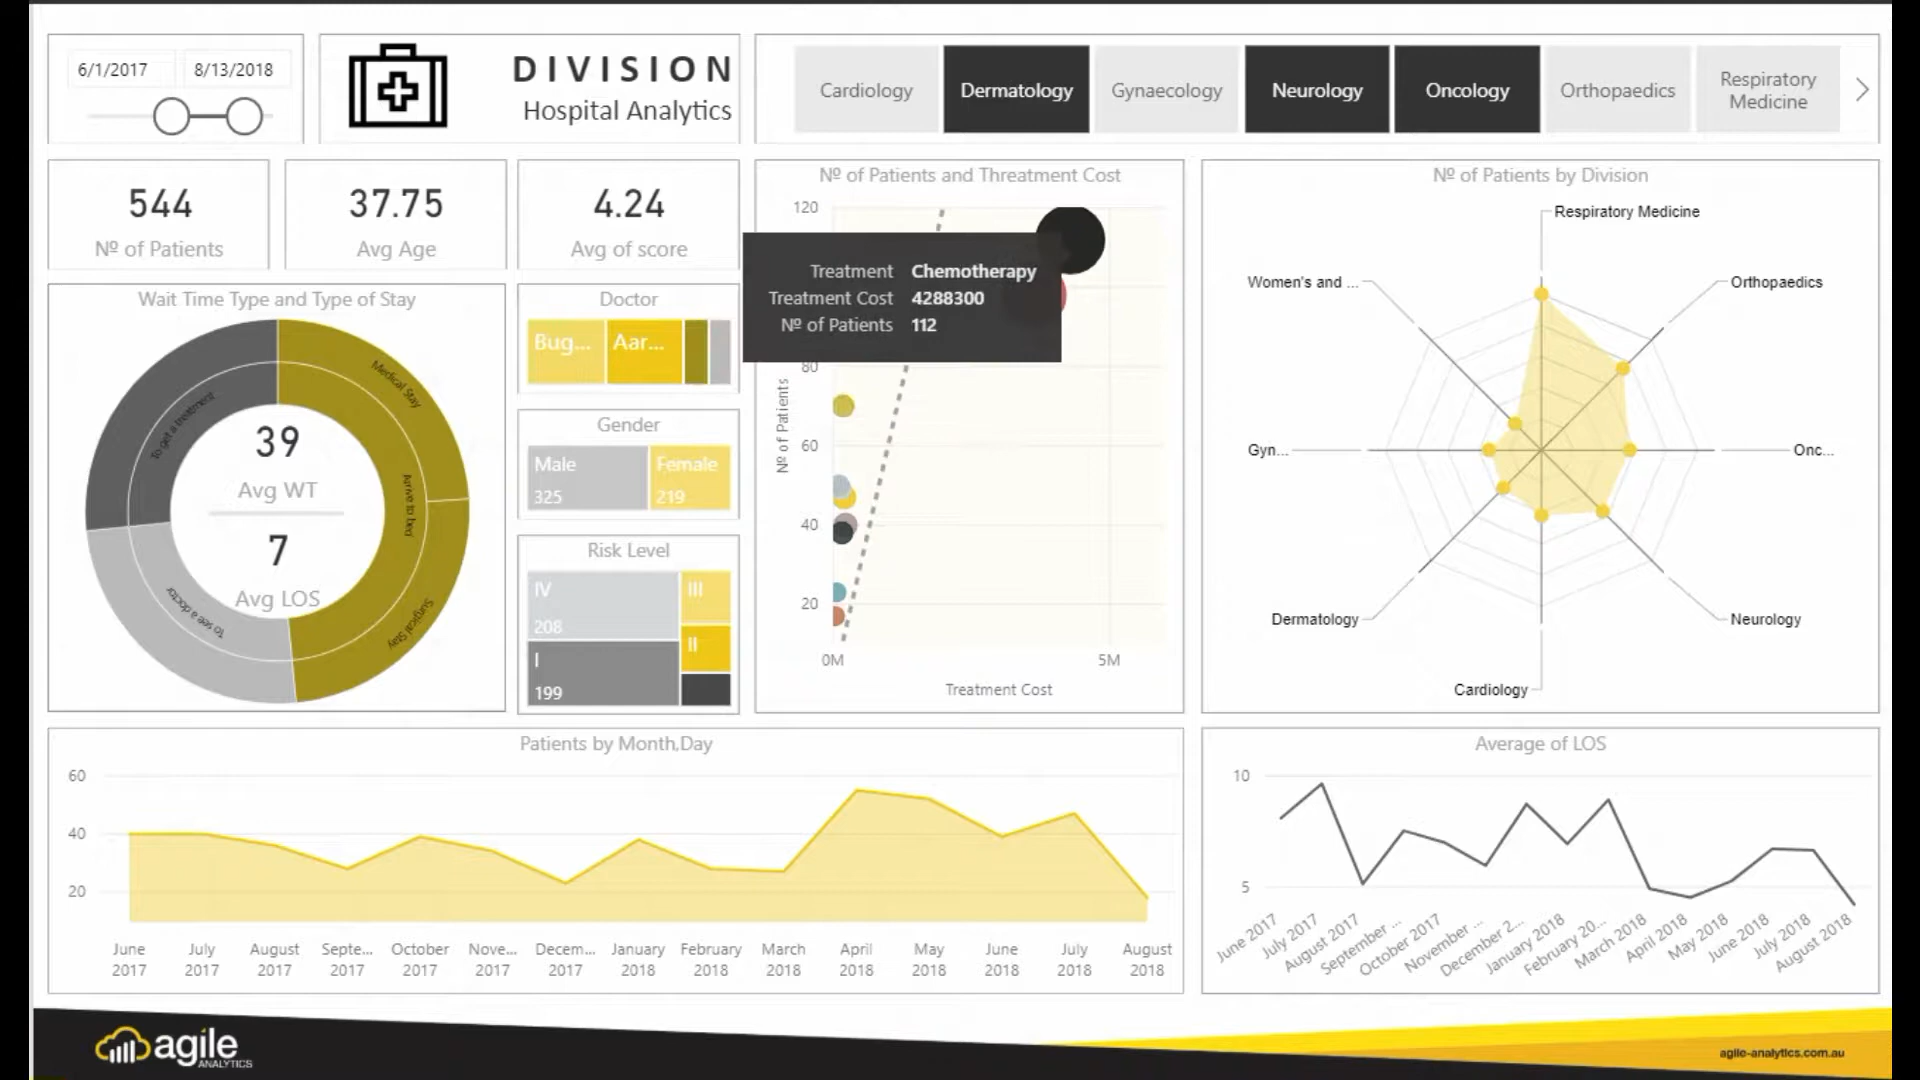 6/1/2017
8/13/2018
DIVISION
Hospital Analytics
Cardiology
Dermatology
Gynaecology
Neurology
Oncology
Orthopaedics
Respiratory
Medicine
544
Nº of Patients
37.75
Avg Age
4.24
Avg of score
Wait Time Type and Type of Stay
Medical Stay
To get a treatment
Arrive to bed
To see a doctor
Surgical Stay
39
Avg WT
7
Avg LOS
Doctor
Bug...
Aar...
Gender
Male
325
Female
219
Risk Level
IV
208
III
II
I
199
Nº of Patients and Threatment Cost
120
80
60
40
20
Nº of Patients
0M
5M
Treatment Cost
Treatment Chemotherapy
Treatment Cost 4288300
Nº of Patients 112
Nº of Patients by Division
Respiratory Medicine
Women's and ...
Orthopaedics
Gyn...
Onc...
Dermatology
Neurology
Cardiology
Patients by Month,Day
60
40
20
June
2017
July
2017
August
2017
Septe...
2017
October
2017
Nove...
2017
Decem...
2017
January
2018
February
2018
March
2018
April
2018
May
2018
June
2018
July
2018
August
2018
Average of LOS
10
5
June 2017
July 2017
August 2017
September ...
October 2017
November ...
December 2...
January 2018
February 20...
March 2018
April 2018
May 2018
June 2018
July 2018
August 2018
agile
ANALYTICS
agile-analytics.com.au